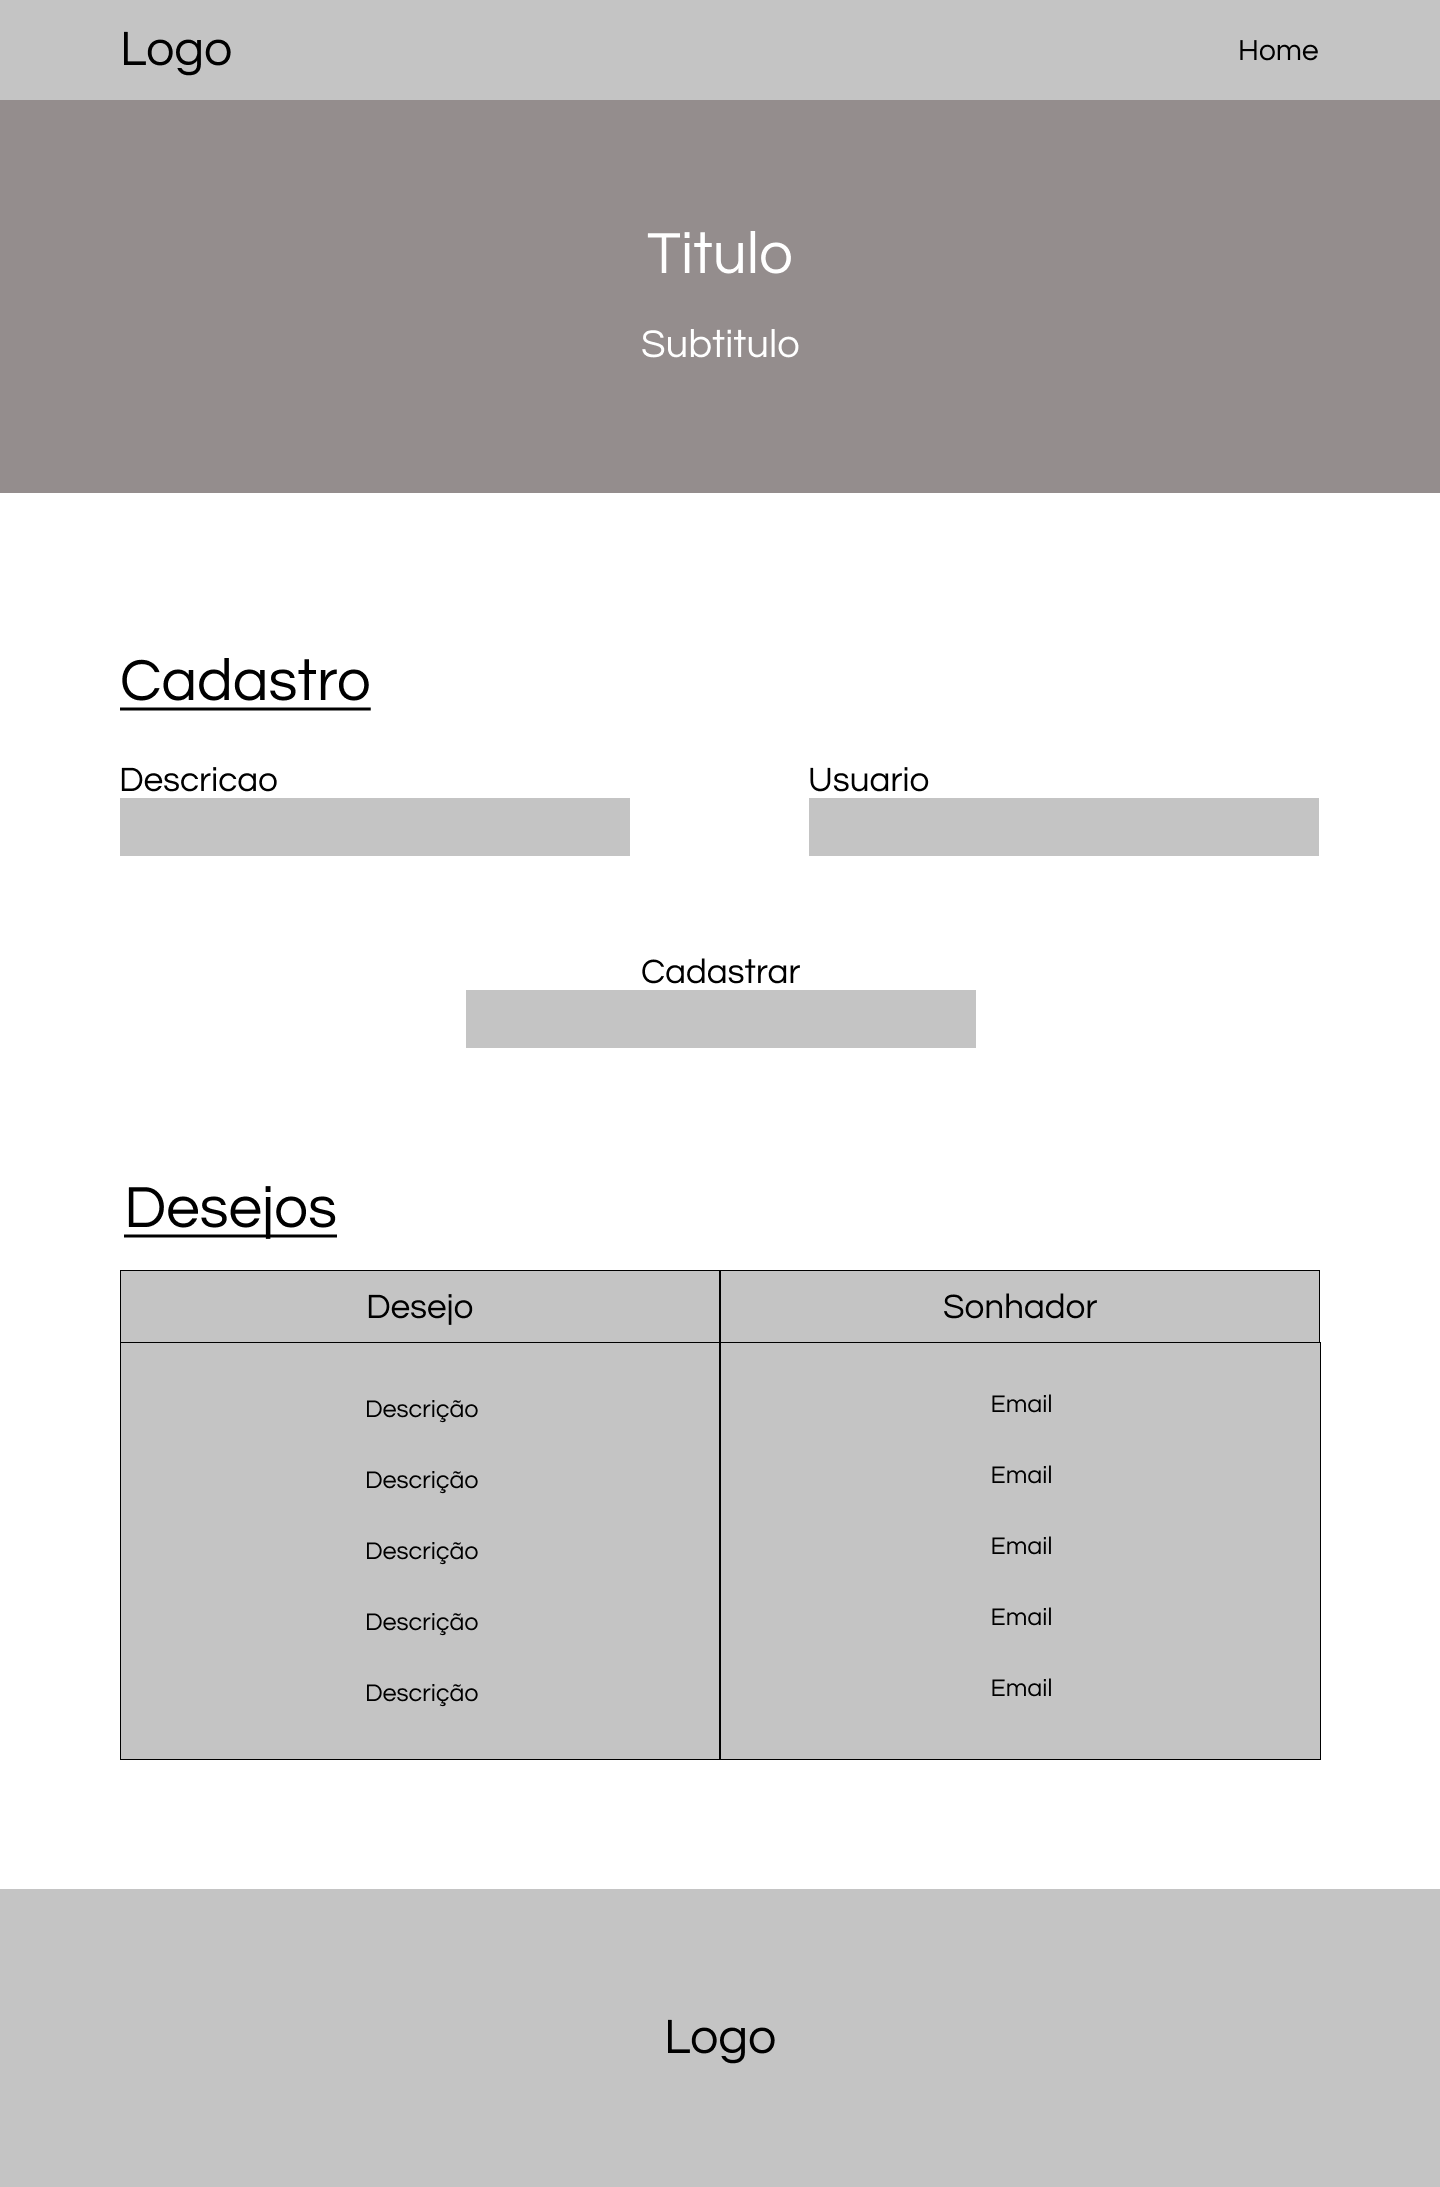 Logo
Home
Titulo
Subtitulo
Cadastro
Descricao
Usuario
Cadastrar
Desejos
Desejo
Sonhador
Descrição
Email
Descrição
Email
Descrição
Email
Descrição
Email
Descrição
Email
Logo